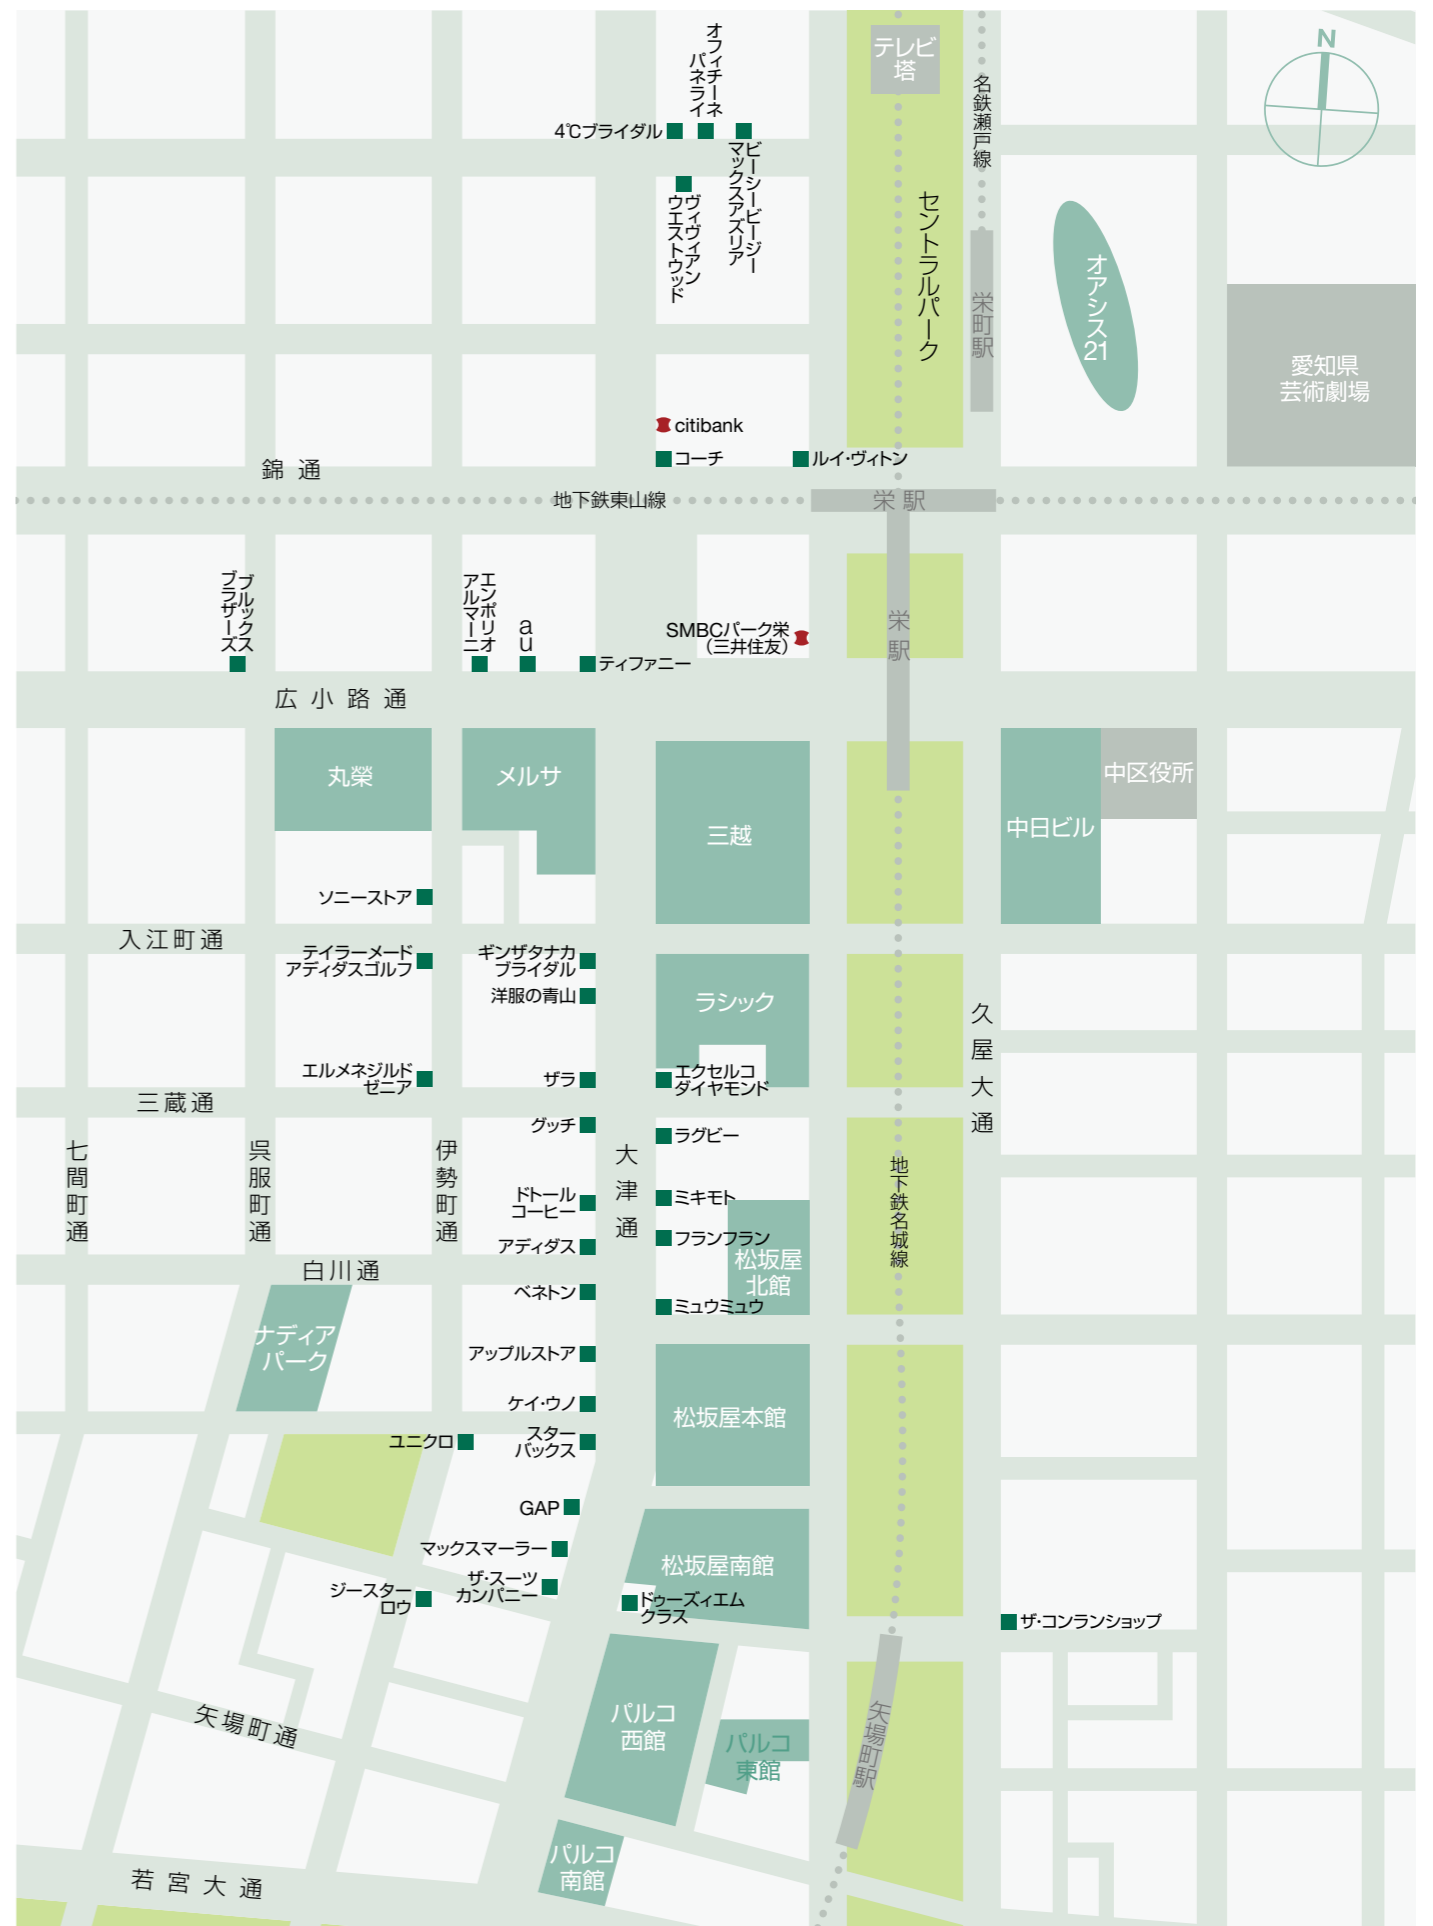 N
テレビ
塔
名鉄瀬戸線
オフィチーネ
パネライ
4℃ブライダル
ビーシービージー
マックスアズリア
ヴィヴィアン
ウエストウッド
セントラルパーク
栄町駅
オアシス
21
愛知県
芸術劇場
citibank
コーチ
ルイ・ヴィトン
錦通
地下鉄東山線
栄駅
栄駅
ブルックス
ブラザーズ
エンポリオ
アルマーニ
au
ティファニー
SMBCパーク栄
（三井住友）
広小路通
丸榮
メルサ
三越
中日ビル
中区役所
ソニーストア
入江町通
テイラーメード
アディダスゴルフ
ギンザタナカ
ブライダル
洋服の青山
ラシック
久屋大通
エルメネジルド
ゼニア
ザラ
エクセルコ
ダイヤモンド
三蔵通
グッチ
ラグビー
七間町通
呉服町通
伊勢町通
大津通
地下鉄名城線
ドトール
コーヒー
ミキモト
アディダス
フランフラン
松坂屋
北館
白川通
ベネトン
ミュウミュウ
ナディア
パーク
アップルストア
ケイ・ウノ
松坂屋本館
ユニクロ
スター
バックス
GAP
マックスマーラー
松坂屋南館
ザ・スーツ
カンパニー
ジースター
ロウ
ドゥーズィエム
クラス
ザ・コンランショップ
矢場町通
パルコ
西館
パルコ
東館
矢場町駅
パルコ
南館
若宮大通